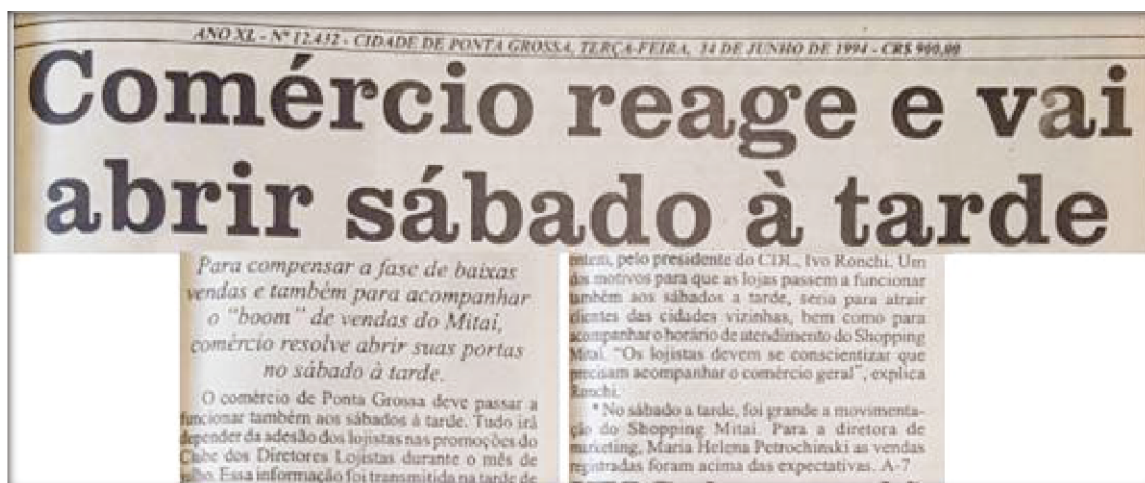 ANO XL - Nº 12.432 - CIDADE DE PONTA GROSSA, TERÇA-FEIRA, 14 DE JUNHO DE 1994 - CR$ 900,00
Comércio reage e vai
abrir sábado à tarde
Para compensar a fase de baixas
vendas e também para acompanhar
o "boom" de vendas do Mitai,
comércio resolve abrir suas portas
no sábado à tarde.
O comércio de Ponta Grossa deve passar a
funcionar também aos sábados à tarde. Tudo irá
depender da adesão dos lojistas nas promoções do
Clube dos Diretores Lojistas durante o mês de
julho. Essa informação foi transmitida na tarde de
ontem, pelo presidente do CDL, Ivo Ronchi. Um
dos motivos para que as lojas passem a funcionar
também aos sábados a tarde, seria para atrair
clientes das cidades vizinhas, bem como para
acompanhar o horário de atendimento do Shopping
Mitai. "Os lojistas devem se conscientizar que
precisam acompanhar o comércio geral", explica
Ronchi.
* No sábado a tarde, foi grande a movimenta-
ção do Shopping Mitai. Para a diretora de
marketing, Maria Helena Petrochinski as vendas
registradas foram acima das expectativas. A-7